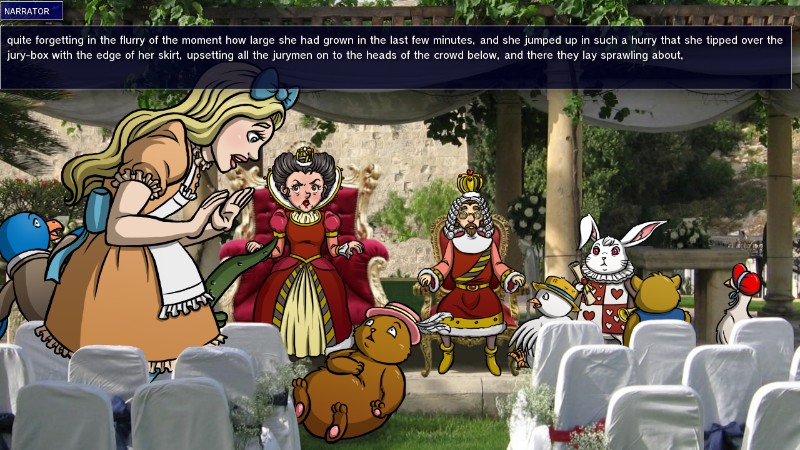 NARRATOR
quite forgetting in the flurry of the moment how large she had grown in the last few minutes, and she jumped up in such a hurry that she tipped over the
jury-box with the edge of her skirt, upsetting all the jurymen on to the heads of the crowd below, and there they lay sprawling about,